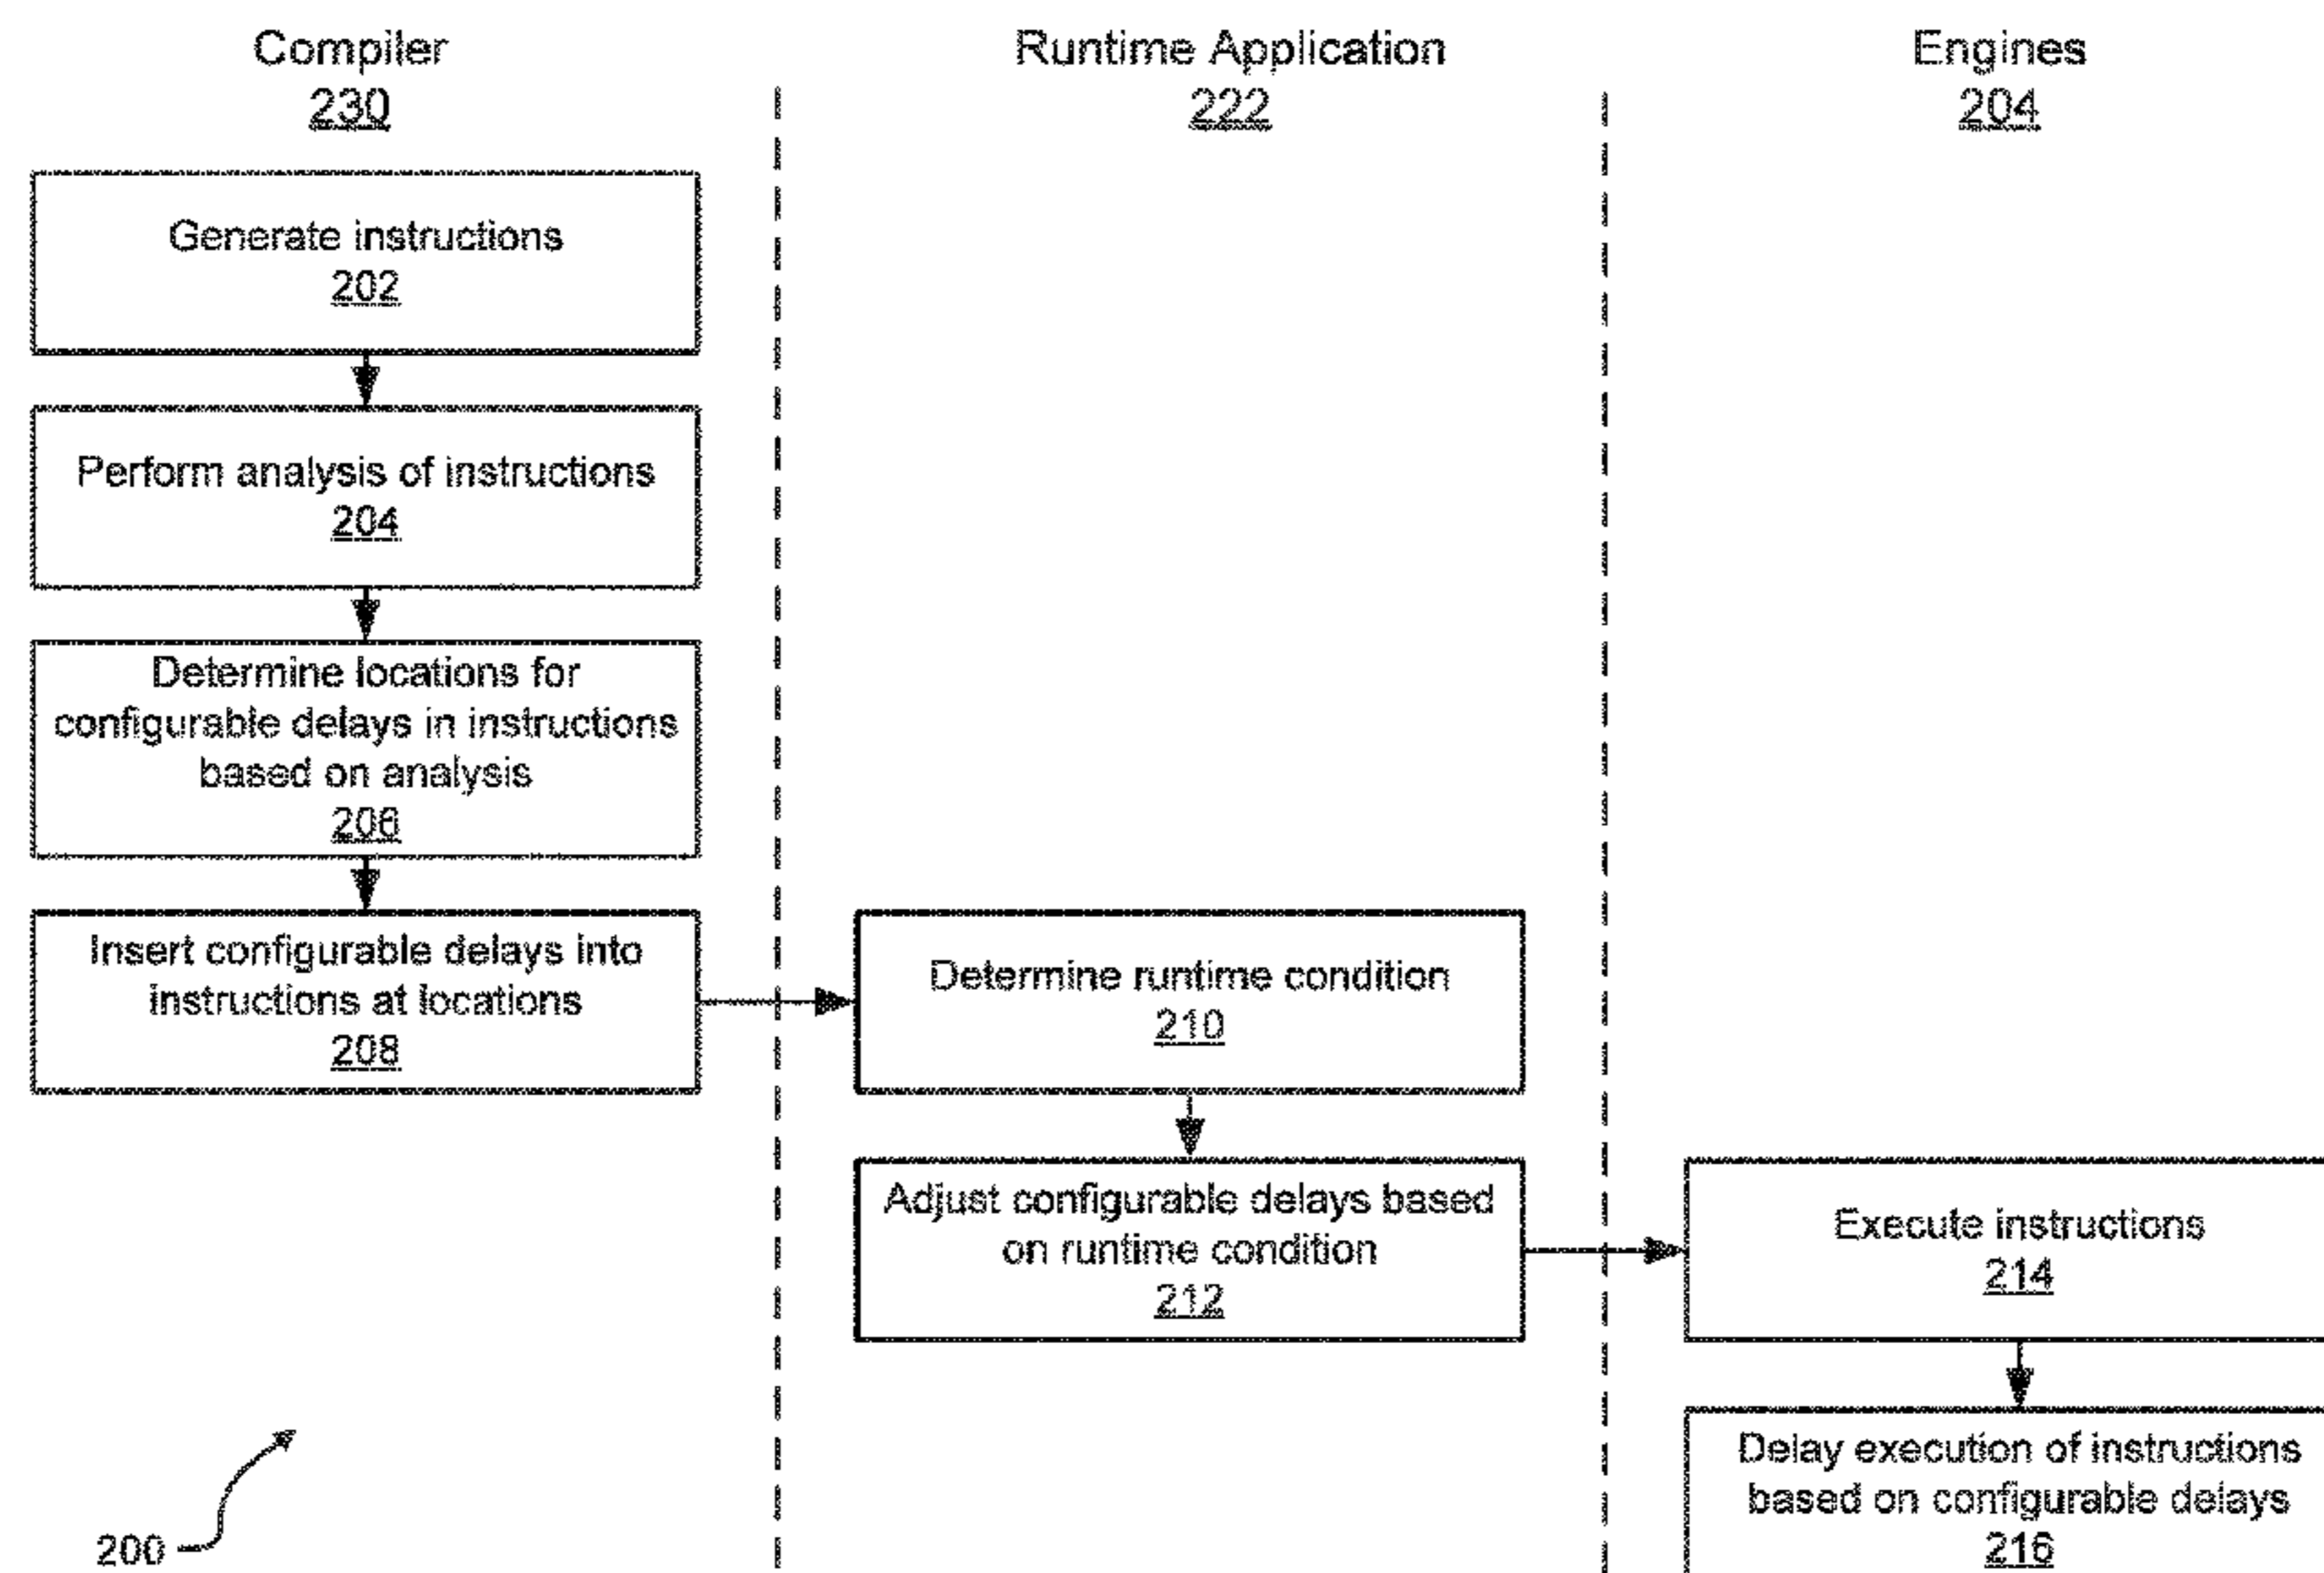 Compiler
230
Runtime Application
222
Engines
204
Generate instructions
202
Perform analysis of instructions
204
Determine locations for
configurable delays in instructions
based on analysis
206
Insert configurable delays into
instructions at locations
208
Determine runtime condition
210
Adjust configurable delays based
on runtime condition
212
Execute instructions
214
Delay execution of instructions
based on configurable delays
216
200